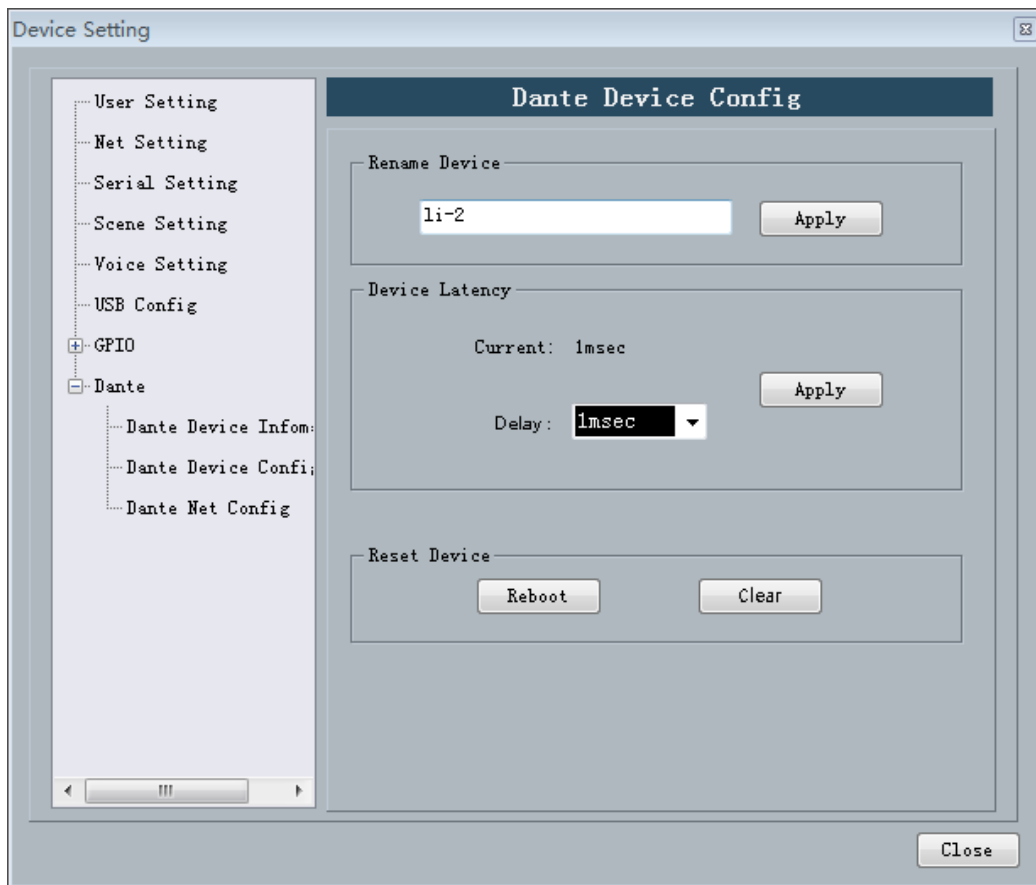 Device Setting
User Setting
Net Setting
Serial Setting
Scene Setting
Voice Setting
USB Config
GPIO
Dante
Dante Device Infom
Dante Device Confi
Dante Net Config
Dante Device Config
Rename Device
li-2
Apply
Device Latency
Current: 1msec
Delay: 1msec
Apply
Reset Device
Reboot
Clear
Close